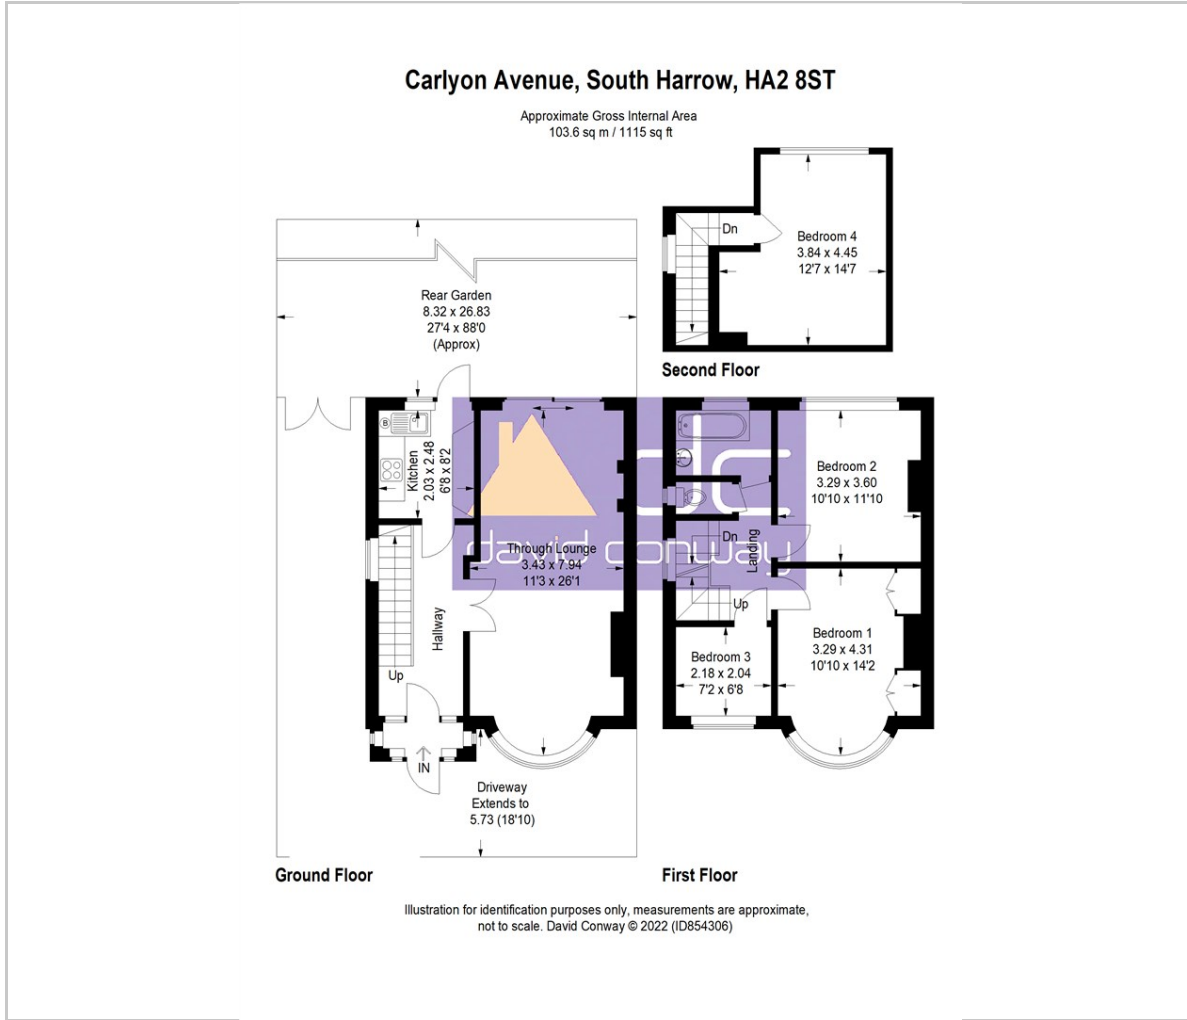 Carlyon Avenue, South Harrow, HA2 8ST
Approximate Gross Internal Area
103.6 sq m / 1115 sq ft
Dn
Bedroom 4
3.84 x 4.45
12'7 x 14'7
Second Floor
Rear Garden
8.32 x 26.83
27'4 x 88'0
(Approx)
B
Kitchen
2.03 x 2.48
6'8 x 8'2
Through Lounge
3.43 x 7.94
11'3 x 26'1
Hallway
Up
IN
Driveway
Extends to
5.73 (18'10)
Ground Floor
dc
david conway
Bedroom 2
3.29 x 3.60
10'10 x 11'10
Dn
Landing
Up
Bedroom 1
3.29 x 4.31
10'10 x 14'2
Bedroom 3
2.18 x 2.04
7'2 x 6'8
First Floor
Illustration for identification purposes only, measurements are approximate,
not to scale. David Conway © 2022 (ID854306)